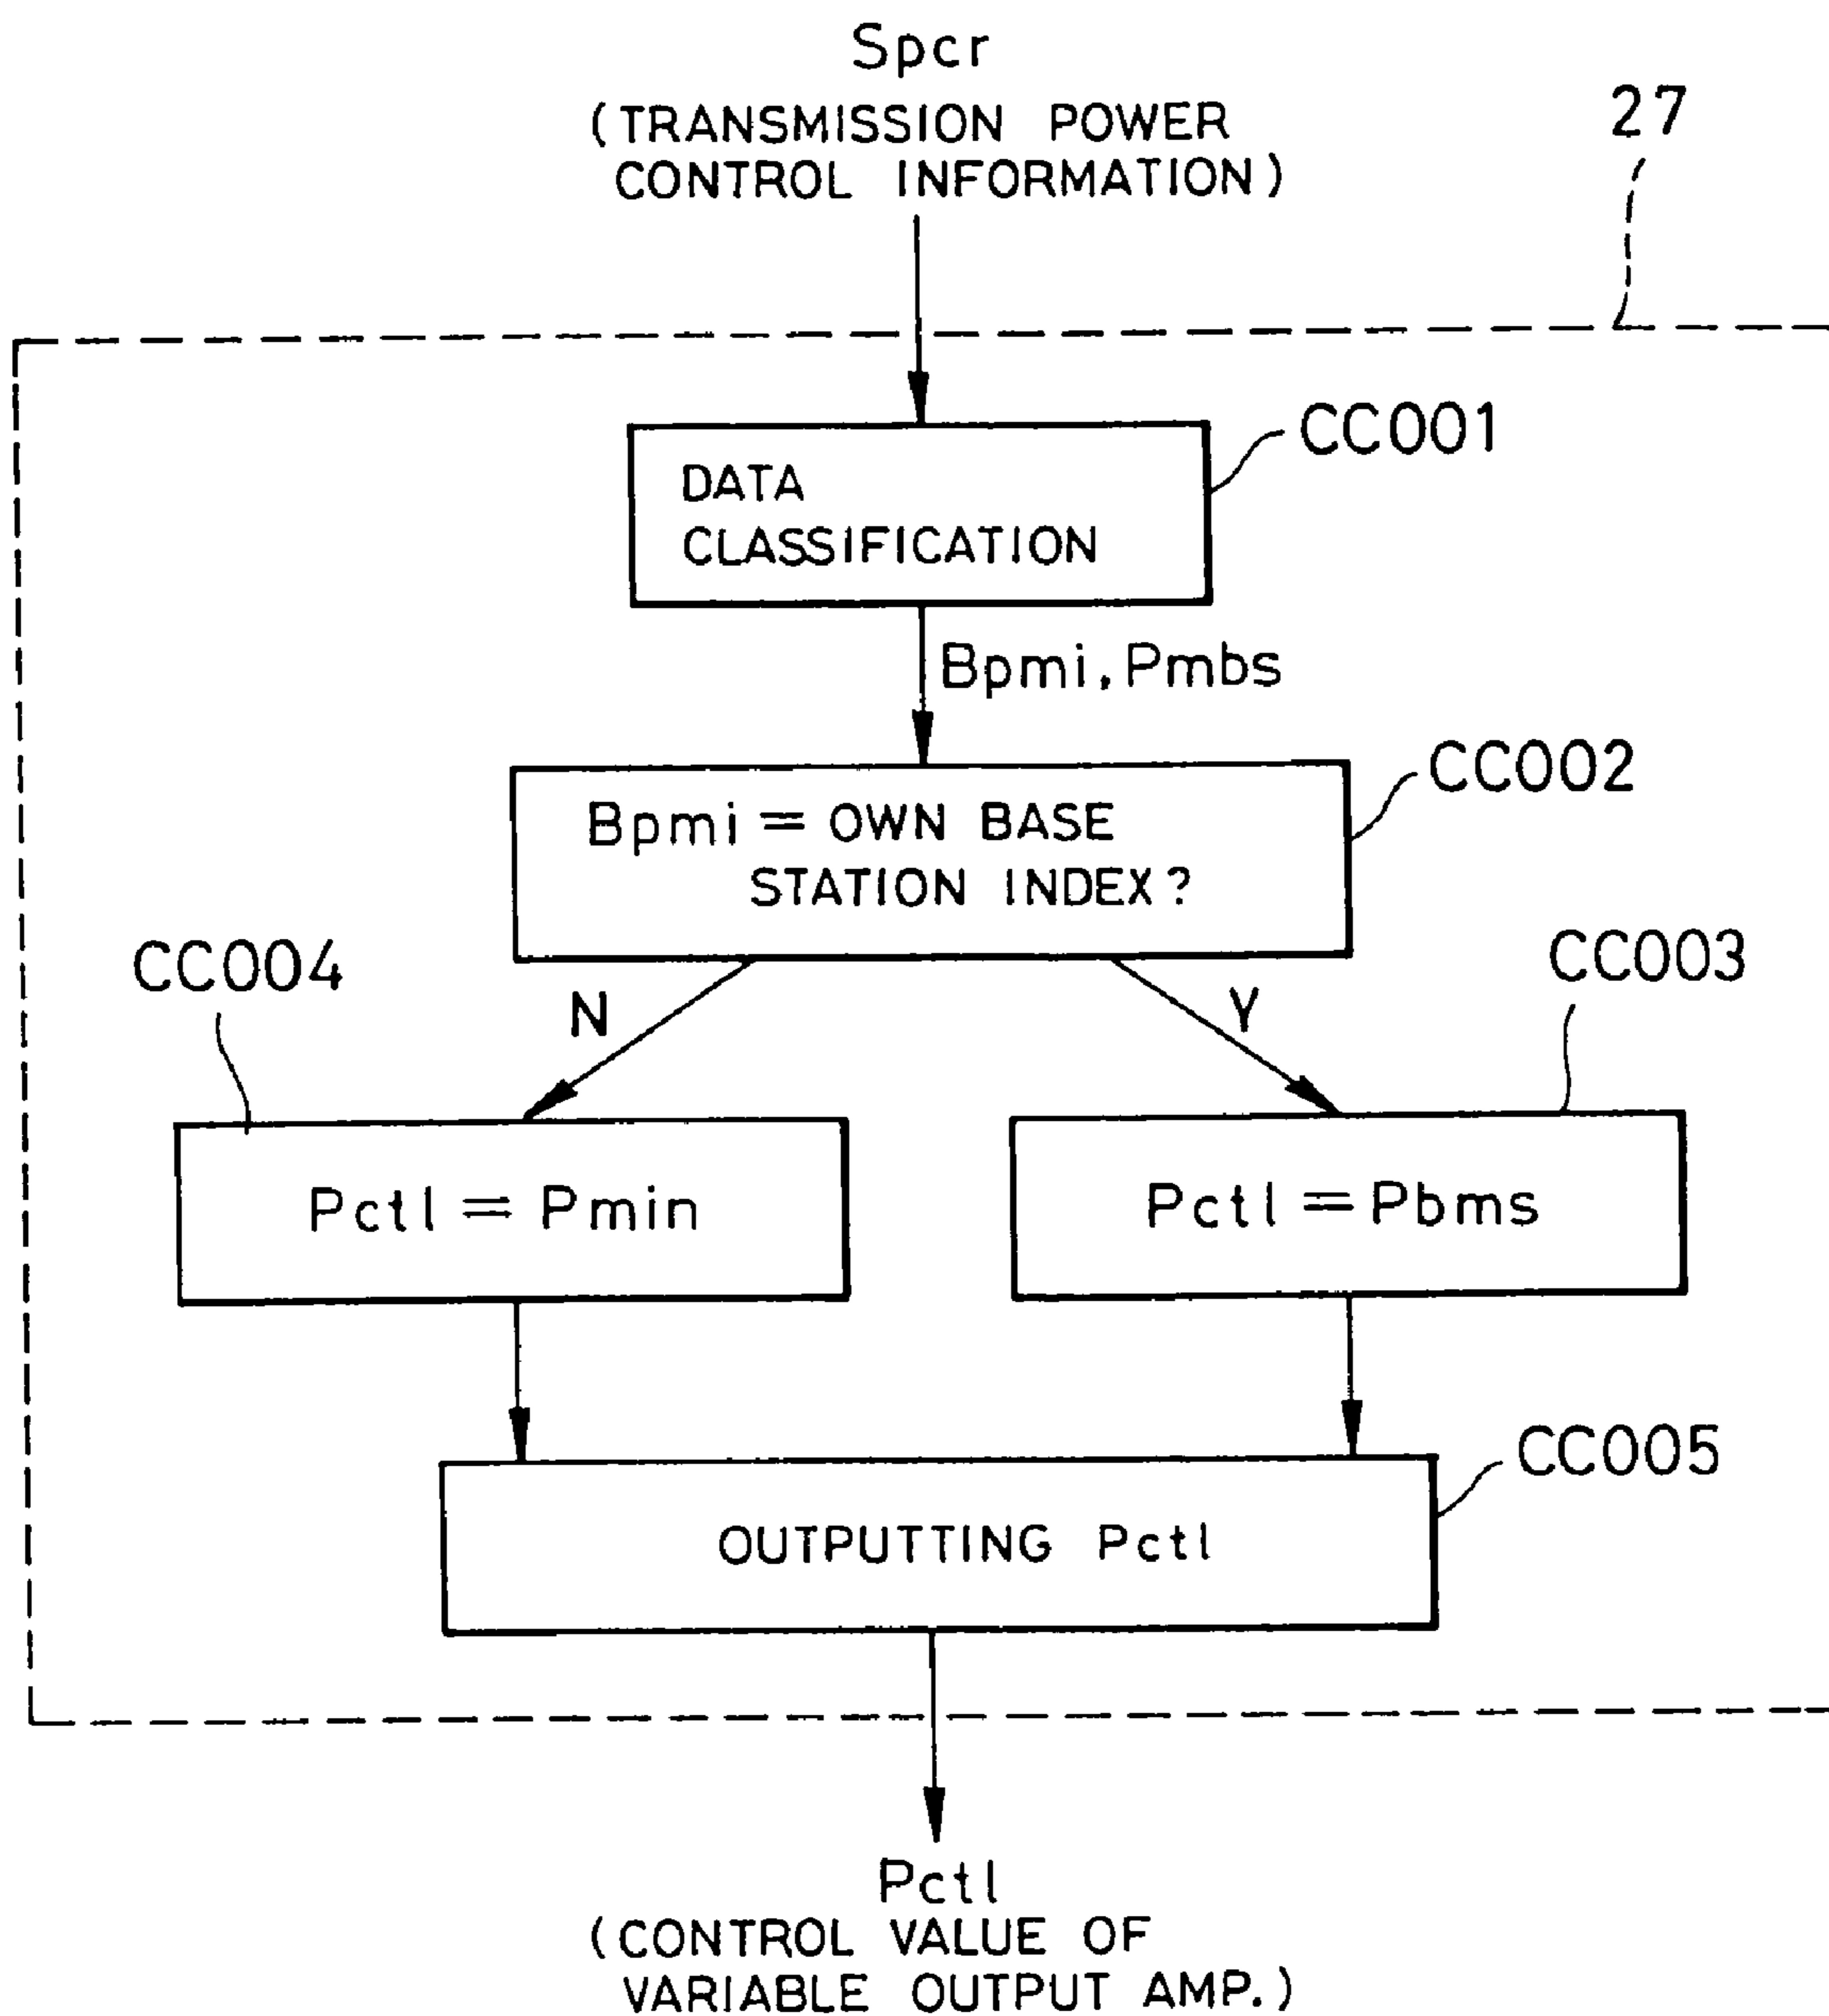 Spcr
(TRANSMISSION POWER
CONTROL INFORMATION)
27
CC001
DATA
CLASSIFICATION
Bpmi, Pmbs
CC002
Bpmi = OWN BASE
STATION INDEX?
CC004
CC003
N
Y
Pctl = Pmin
Pctl = Pbms
CC005
OUTPUTTING Pctl
Pctl
(CONTROL VALUE OF
VARIABLE OUTPUT AMP.)